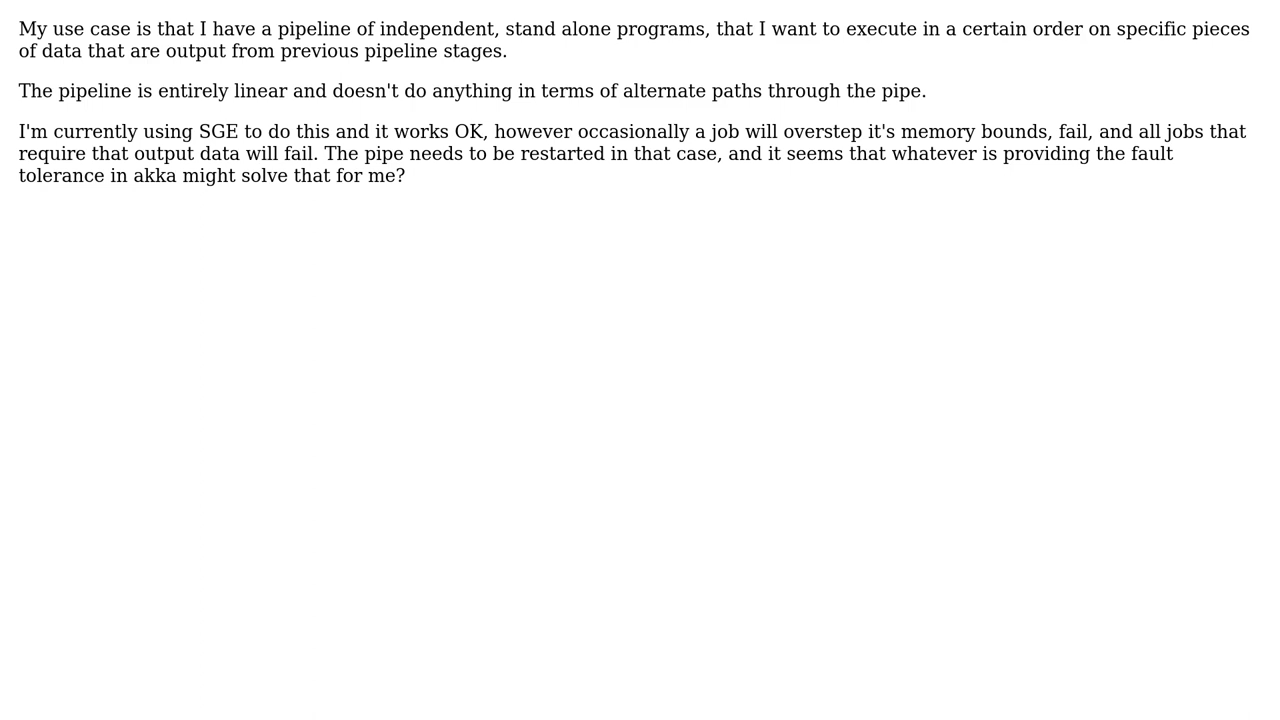 My use case is that I have a pipeline of independent, stand alone programs, that I want to execute in a certain order on specific pieces
of data that are output from previous pipeline stages.
The pipeline is entirely linear and doesn't do anything in terms of alternate paths through the pipe.
I'm currently using SGE to do this and it works OK, however occasionally a job will overstep it's memory bounds, fail, and all jobs that
require that output data will fail. The pipe needs to be restarted in that case, and it seems that whatever is providing the fault
tolerance in akka might solve that for me?